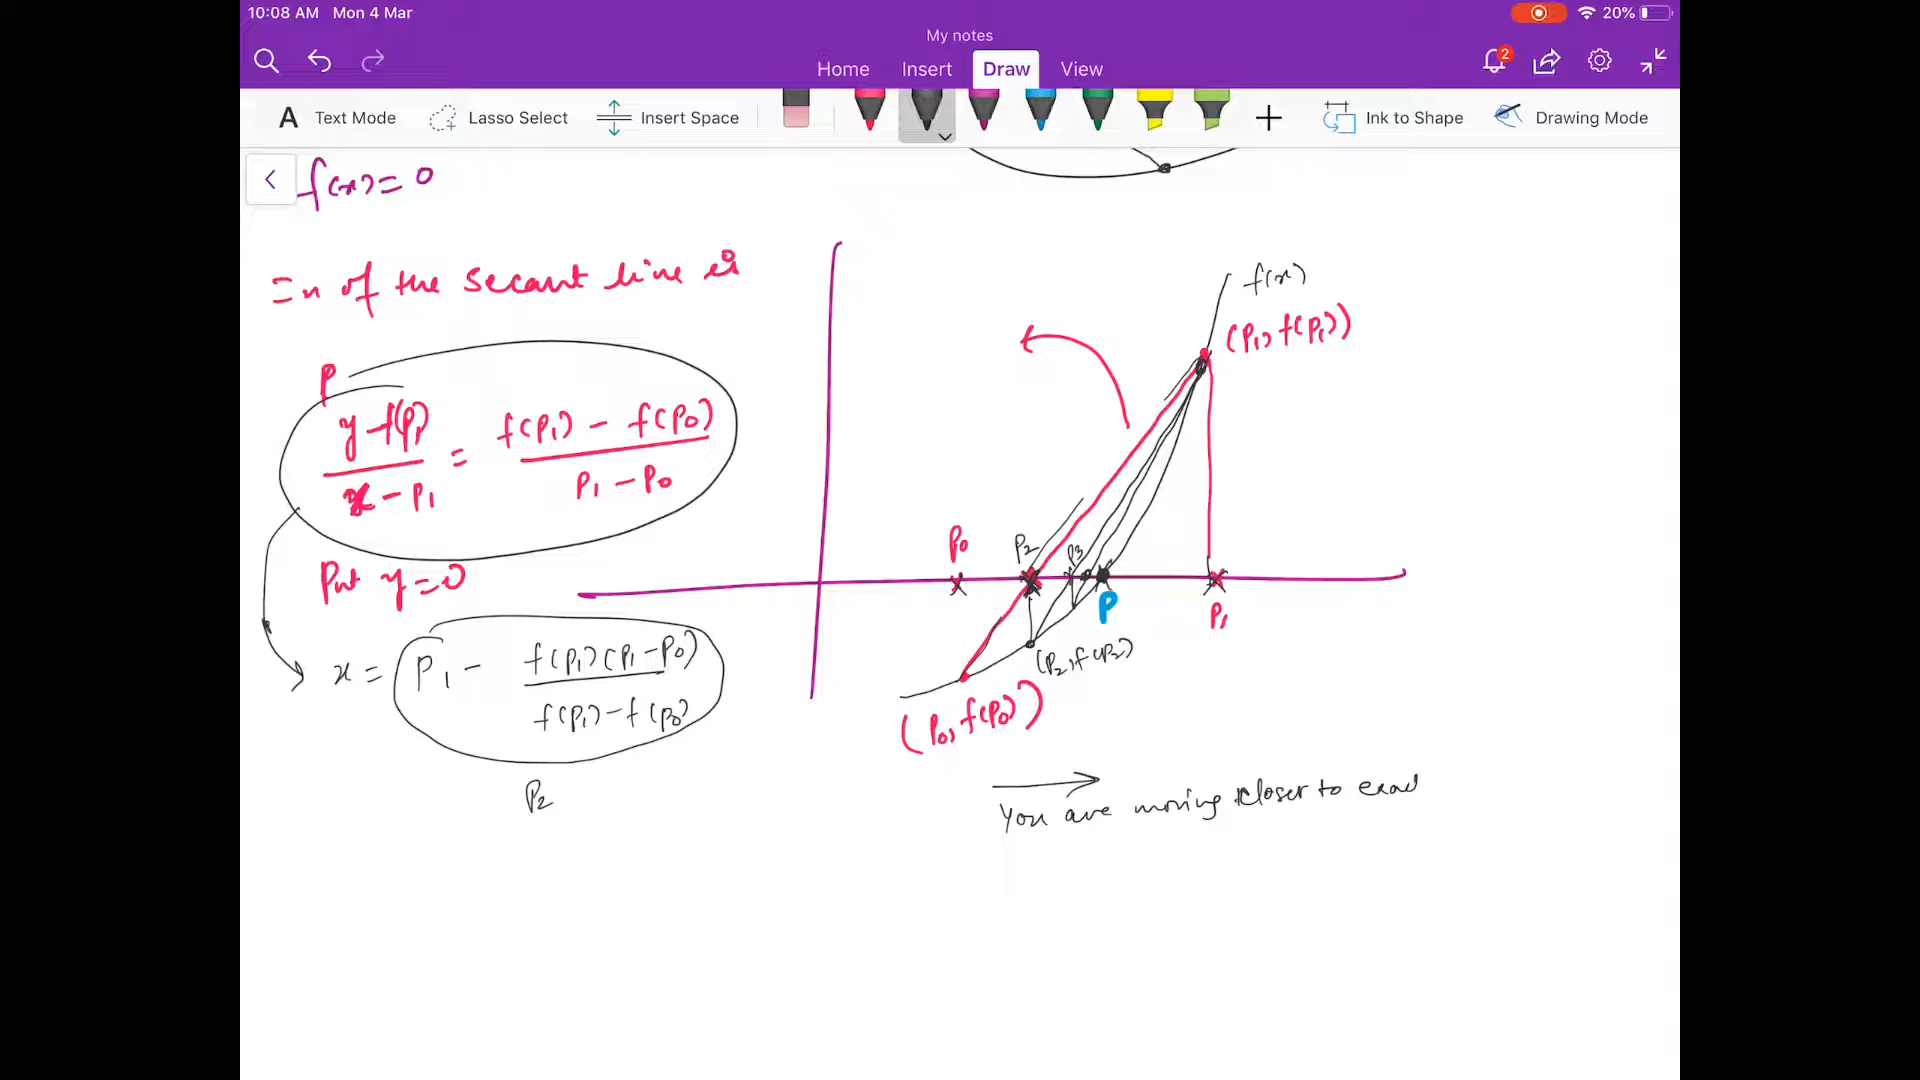 10:08 AM Mon 4 Mar
20%
My notes
Home Insert Draw View
2
A Text Mode Lasso Select Insert Space + Ink to Shape Drawing Mode
f(x) = 0
=n of the secant line is
P
y - f(P1 / x - P1 = f(P1) - f(P0) / P1 - P0
Put y = 0
x = P1 - f(P1)(P1 - P0) / f(P1) - f(P0)
P2
f(x)
(P1, f(P1))
P0
P2
P3
P
P1
(P2, f(P2))
(P0, f(P0))
You are moving closer to exact